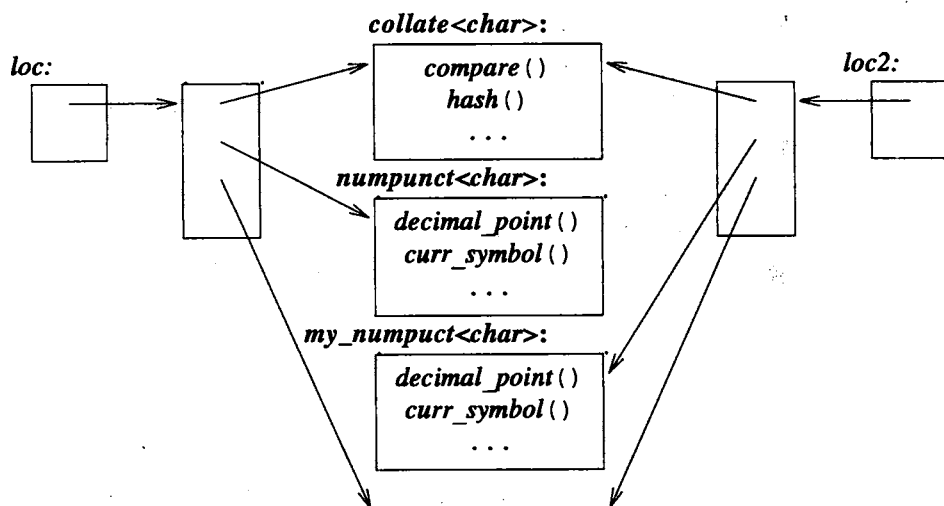 collate<char>:
loc:
loc2:
compare()
hash()
...
numpunct<char>:
decimal_point()
curr_symbol()
...
my_numpuct<char>:
decimal_point()
curr_symbol()
...